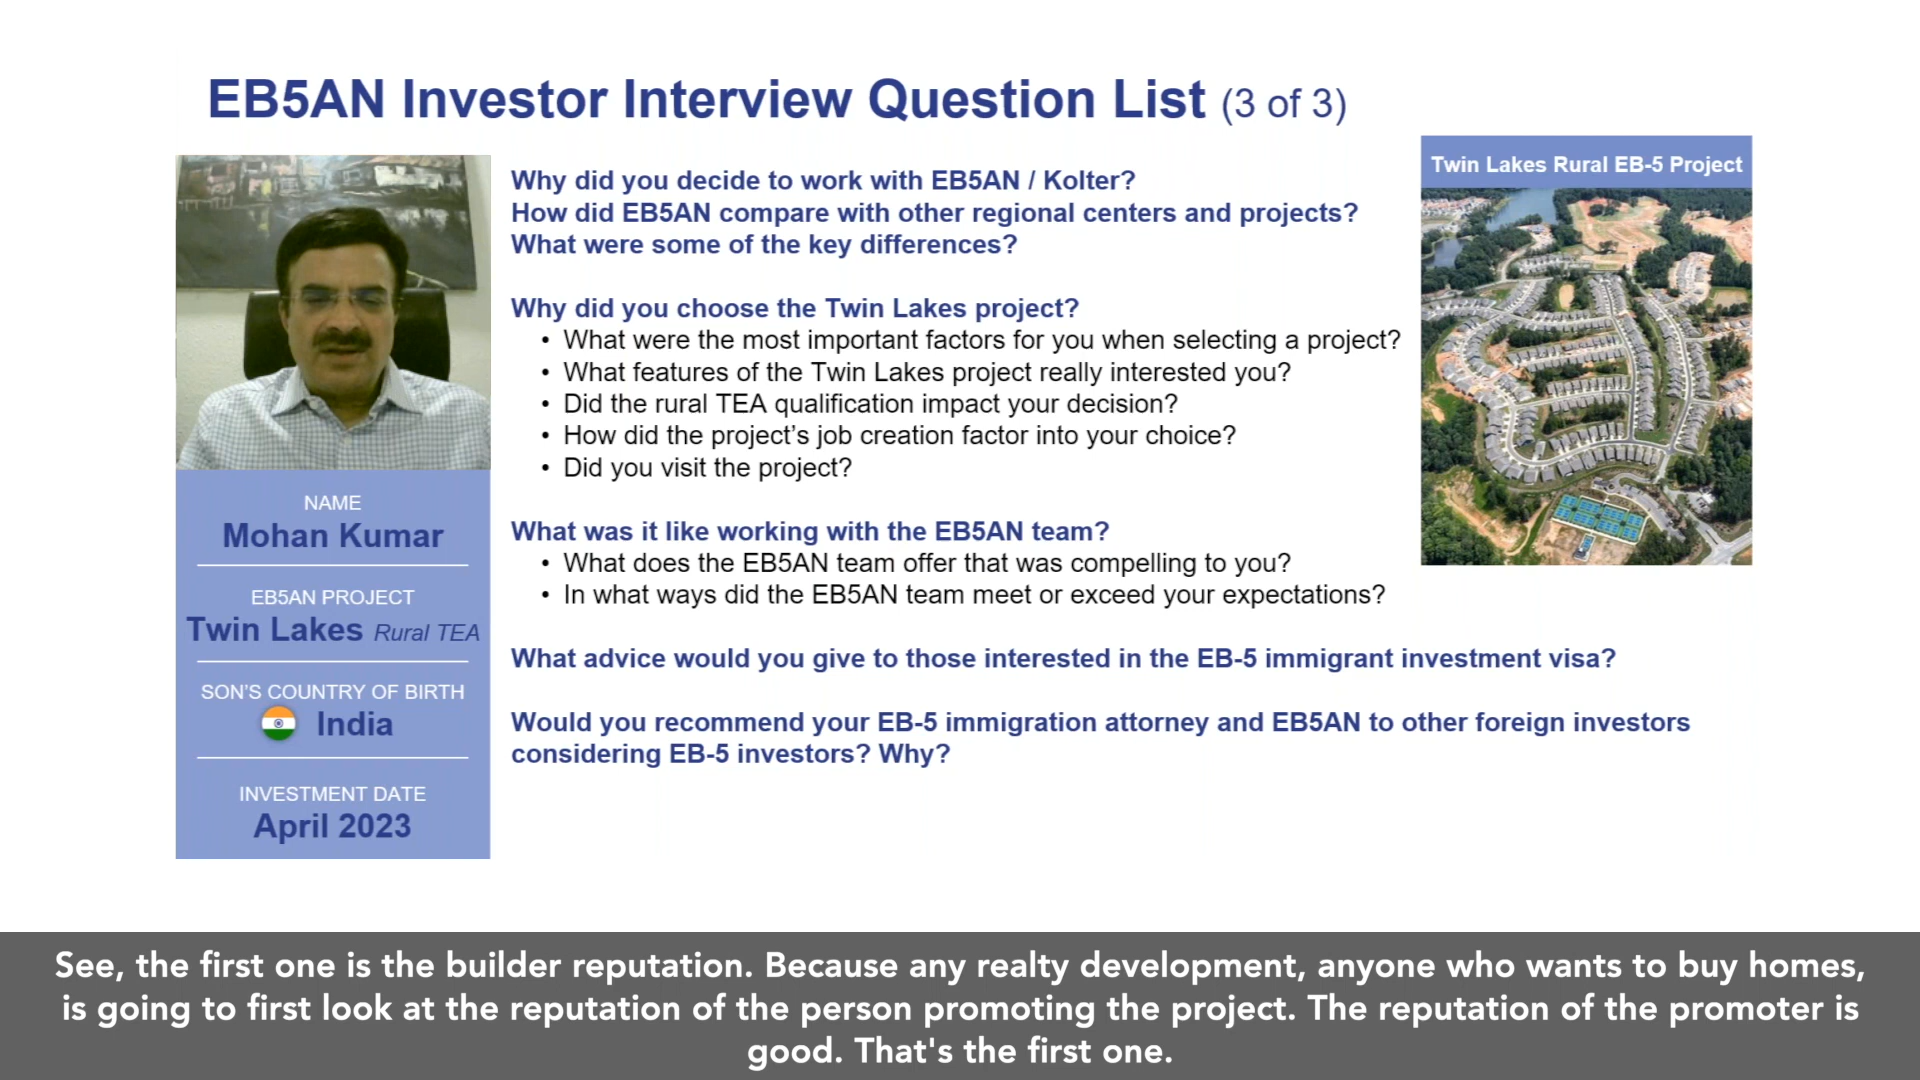 EB5AN Investor Interview Question List (3 of 3)
Why did you decide to work with EB5AN / Kolter?
How did EB5AN compare with other regional centers and projects?
What were some of the key differences?
Why did you choose the Twin Lakes project?
• What were the most important factors for you when selecting a project?
• What features of the Twin Lakes project really interested you?
• Did the rural TEA qualification impact your decision?
• How did the project's job creation factor into your choice?
• Did you visit the project?
What was it like working with the EB5AN team?
• What does the EB5AN team offer that was compelling to you?
• In what ways did the EB5AN team meet or exceed your expectations?
What advice would you give to those interested in the EB-5 immigrant investment visa?
Would you recommend your EB-5 immigration attorney and EB5AN to other foreign investors
considering EB-5 investors? Why?
Twin Lakes Rural EB-5 Project
NAME
Mohan Kumar
EB5AN PROJECT
Twin Lakes Rural TEA
SON'S COUNTRY OF BIRTH
India
INVESTMENT DATE
April 2023
See, the first one is the builder reputation. Because any realty development, anyone who wants to buy homes,
is going to first look at the reputation of the person promoting the project. The reputation of the promoter is
good. That's the first one.